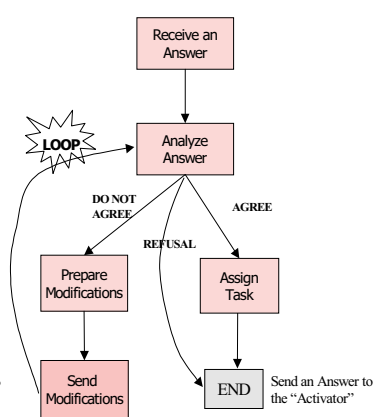 Receive an
Answer
LOOP
Analyze
Answer
DO NOT
AGREE
AGREE
REFUSAL
Prepare
Modifications
Assign
Task
Send
Modifications
END
Send an Answer to
the “Activator”